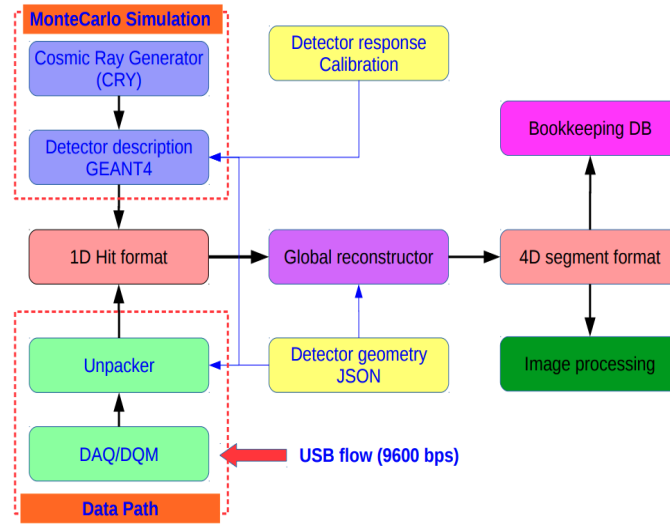 MonteCarlo Simulation
Cosmic Ray Generator
(CRY)
Detector description
GEANT4
Detector response
Calibration
Bookkeeping DB
1D Hit format
Global reconstructor
4D segment format
Unpacker
Detector geometry
JSON
Image processing
DAQ/DQM
USB flow (9600 bps)
Data Path